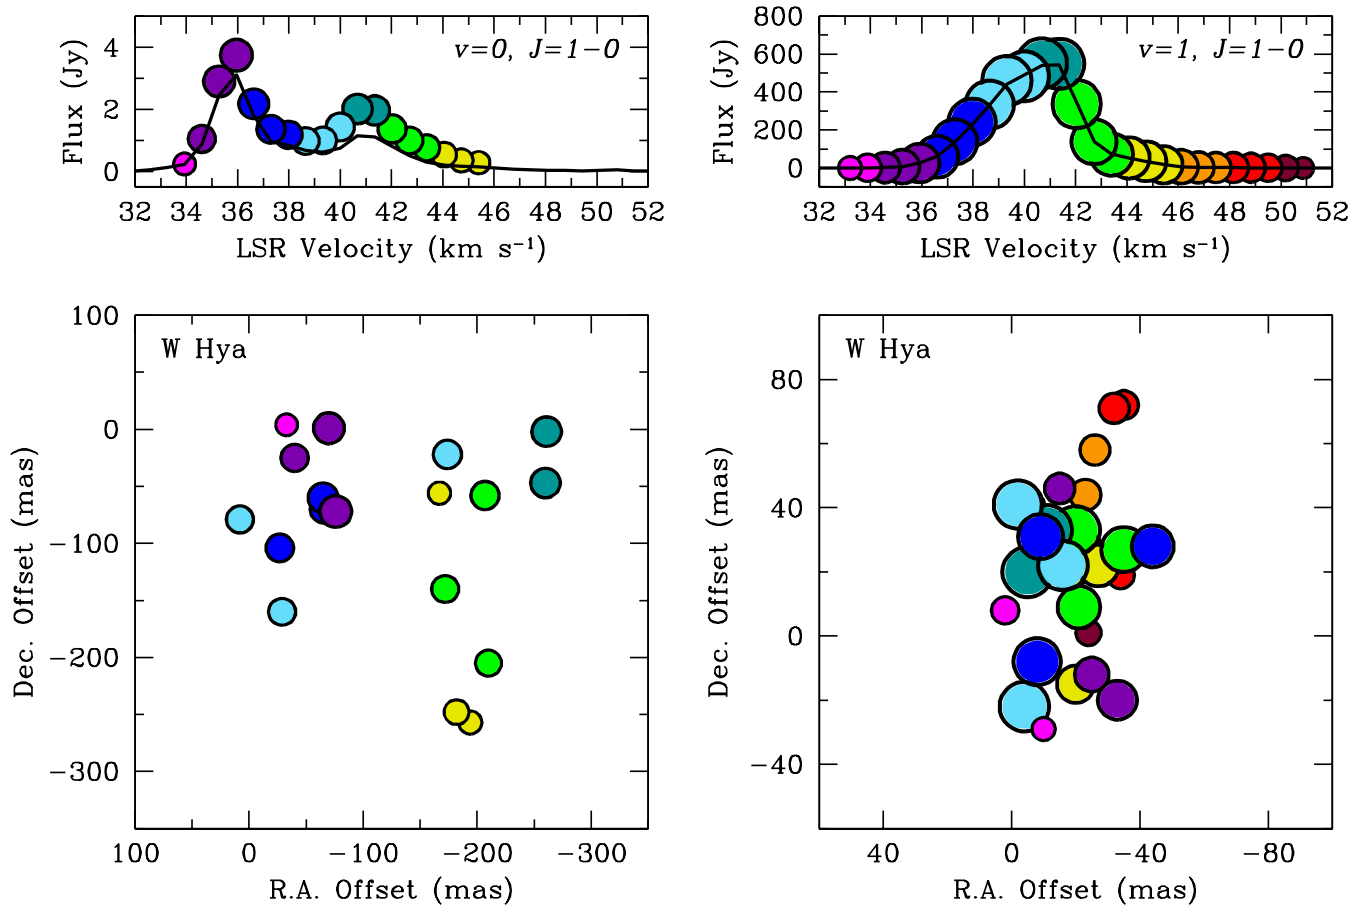 Flux (Jy)
4
2
0
v=0, J=1−0
32 34 36 38 40 42 44 46 48 50 52
LSR Velocity (km s⁻¹)
Flux (Jy)
800
600
400
200
0
v=1, J=1−0
32 34 36 38 40 42 44 46 48 50 52
LSR Velocity (km s⁻¹)
Dec. Offset (mas)
100
0
−100
−200
−300
W Hya
100 0 −100 −200 −300
R.A. Offset (mas)
Dec. Offset (mas)
80
40
0
−40
W Hya
40 0 −40 −80
R.A. Offset (mas)